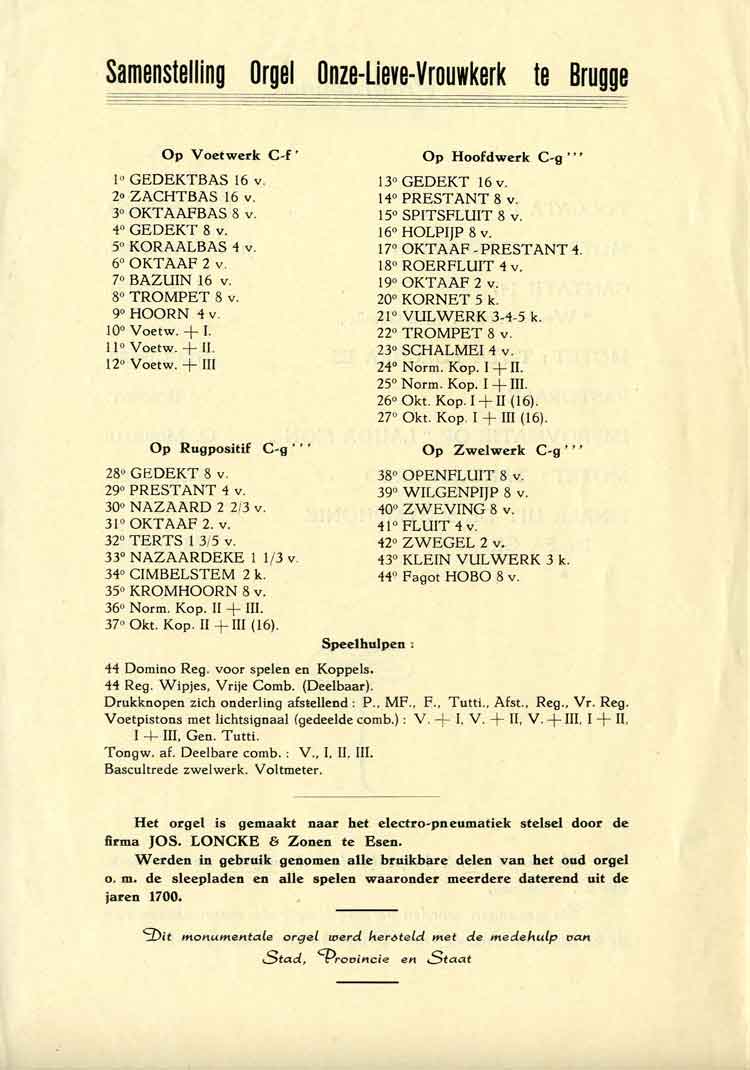 Samenstelling Orgel Onze-Lieve-Vrouwkerk te Brugge
Op Voetwerk C-f'
1º GEDEKTBAS 16 v.
2º ZACHTBAS 16 v.
3º OKTAAFBAS 8 v.
4º GEDEKT 8 v.
5º KORAALBAS 4 v.
6º OKTAAF 2 v.
7º BAZUIN 16 v.
8º TROMPET 8 v.
9º HOORN 4 v.
10º Voetw. + I.
11º Voetw. + II.
12º Voetw. + III
Op Hoofdwerk C-g'''
13º GEDEKT 16 v.
14º PRESTANT 8 v.
15º SPITSFLUIT 8 v.
16º HOLPIJP 8 v.
17º OKTAAF - PRESTANT 4.
18º ROERFLUIT 4 v.
19º OKTAAF 2 v.
20º KORNET 5 k.
21º VULWERK 3-4-5 k.
22º TROMPET 8 v.
23º SCHALMEI 4 v.
24º Norm. Kop. I + II.
25º Norm. Kop. I + III.
26º Okt. Kop. I + II (16).
27º Okt. Kop. I + III (16).
Op Rugpositif C-g'''
28º GEDEKT 8 v.
29º PRESTANT 4 v.
30º NAZAARD 2 2/3 v.
31º OKTAAF 2. v.
32º TERTS 1 3/5 v.
33º NAZAARDEKE 1 1/3 v.
34º CIMBELSTEM 2 k.
35º KROMHOORN 8 v.
36º Norm. Kop. II + III.
37º Okt. Kop. II + III (16).
Op Zwelwerk C-g'''
38º OPENFLUIT 8 v.
39º WILGENPIJP 8 v.
40º ZWEVING 8 v.
41º FLUIT 4 v.
42º ZWEGEL 2 v.
43º KLEIN VULWERK 3 k.
44º Fagot HOBO 8 v.
Speelhulpen :
44 Domino Reg. voor spelen en Koppels.
44 Reg. Wipjes, Vrije Comb. (Deelbaar).
Drukknopen zich onderling afstellend : P., MF., F., Tutti., Afst., Reg., Vr. Reg.
Voetpistons met lichtsignaal (gedeelde comb.) : V. + I, V. + II, V. + III, I + II,
I + III, Gen. Tutti.
Tongw. af. Deelbare comb. : V., I, II, III.
Bascultrede zwelwerk. Voltmeter.
Het orgel is gemaakt naar het electro-pneumatiek stelsel door de
firma JOS. LONCKE & Zonen te Esen.
Werden in gebruik genomen alle bruikbare delen van het oud orgel
o. m. de sleepladen en alle spelen waaronder meerdere daterend uit de
jaren 1700.
Dit monumentale orgel werd hersteld met de medehulp van
Stad, Provincie en Staat